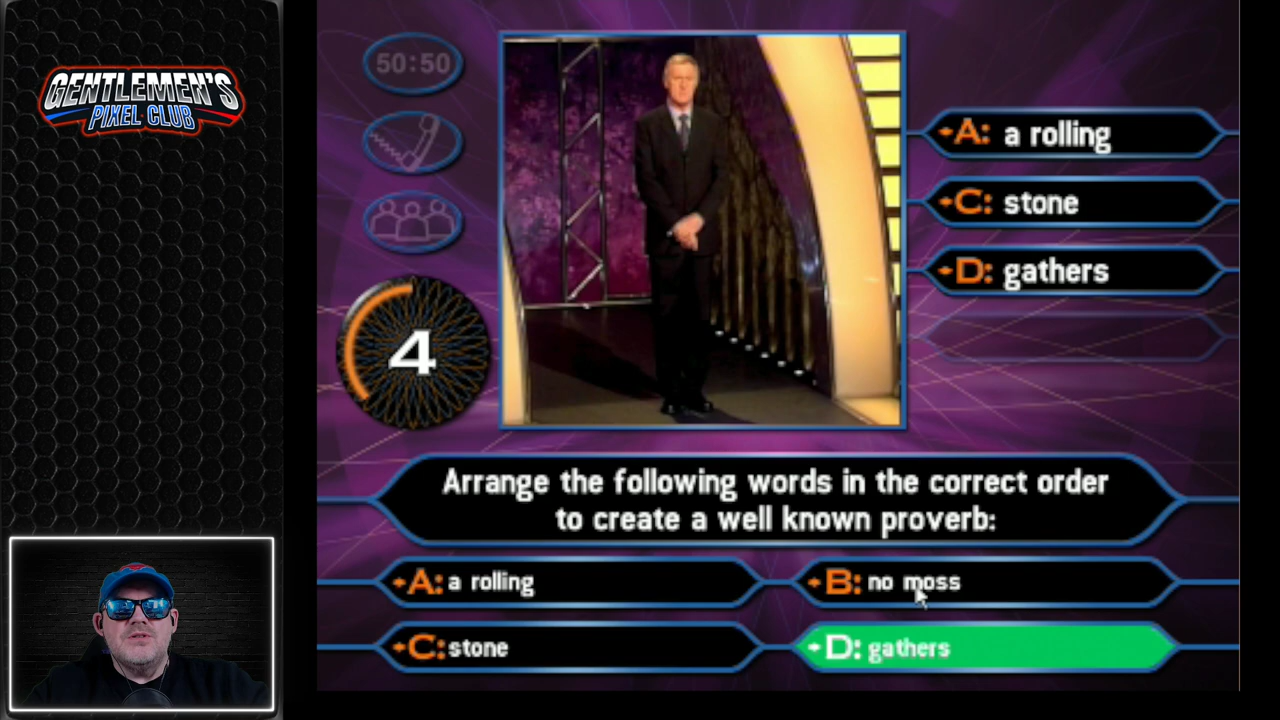 GENTLEMEN'S
PIXEL CLUB
50:50
A: a rolling
C: stone
D: gathers
4
Arrange the following words in the correct order
to create a well known proverb:
A: a rolling
B: no moss
C: stone
D: gathers